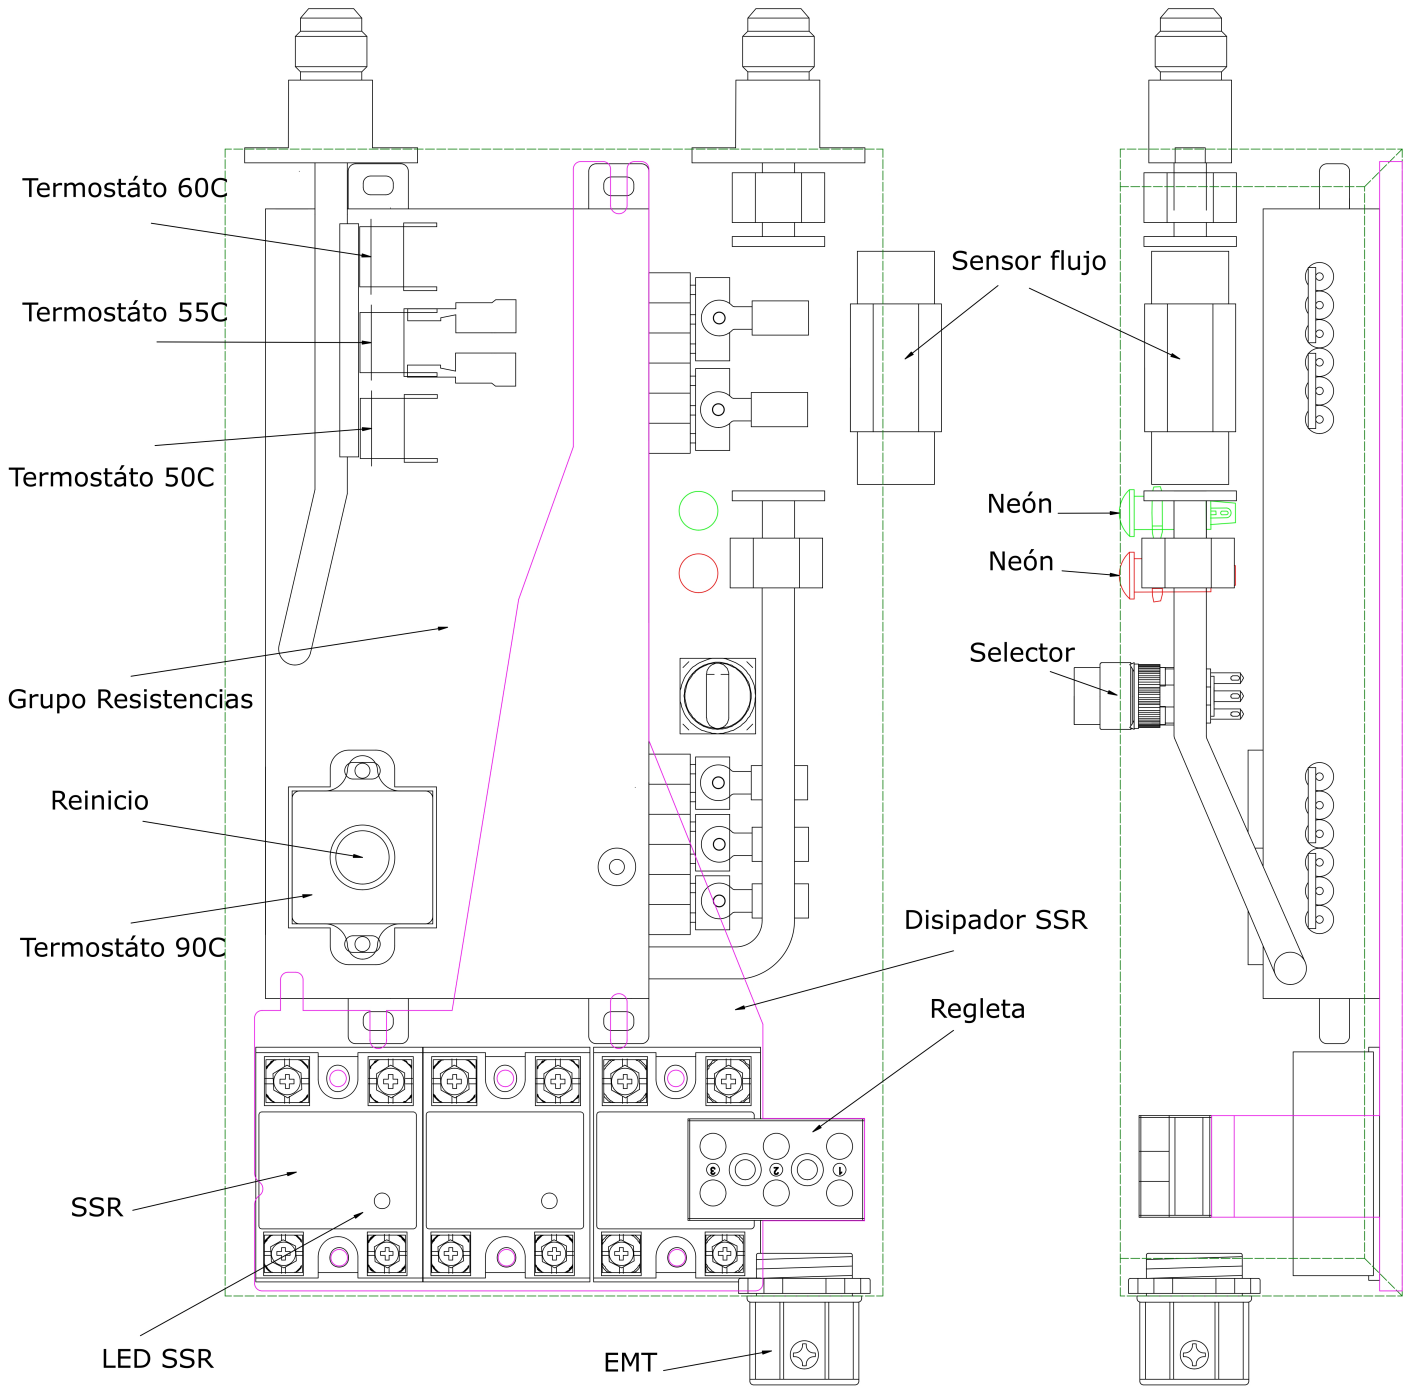 Termostáto 60C
Sensor flujo
Termostáto 55C
Termostáto 50C
Neón
Neón
Selector
Grupo Resistencias
Reinicio
Disipador SSR
Termostáto 90C
Regleta
3 2 1
SSR
LED SSR
EMT